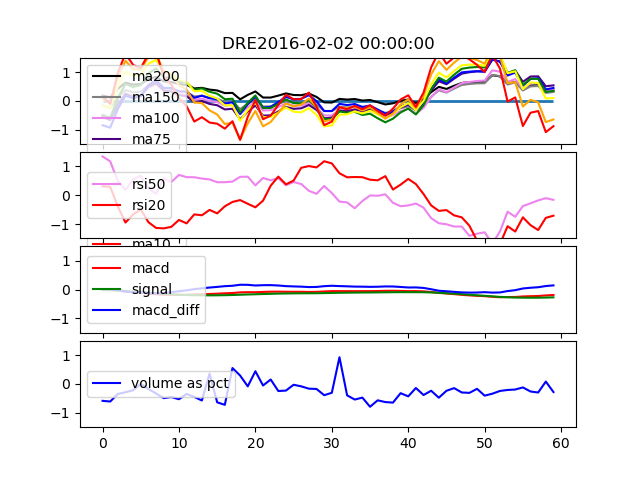 DRE2016-02-02 00:00:00
1
0
−1
ma200
ma150
ma100
ma75
1
0
−1
rsi50
rsi20
ma10
1
0
−1
macd
signal
macd_diff
1
0
−1
volume as pct
0 10 20 30 40 50 60